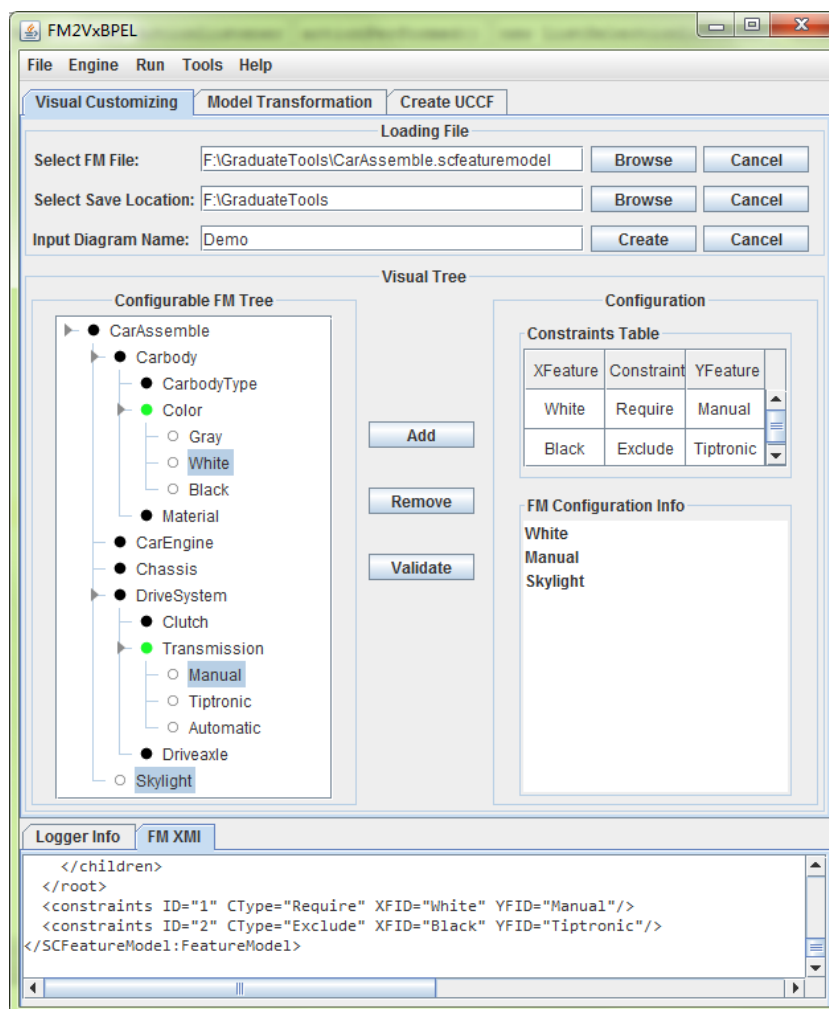 FM2VxBPEL
File Engine Run Tools Help
Visual Customizing Model Transformation Create UCCF
Loading File
Select FM File: F:\GraduateTools\CarAssemble.scfeaturemodel Browse Cancel
Select Save Location: F:\GraduateTools Browse Cancel
Input Diagram Name: Demo Create Cancel
Visual Tree
Configurable FM Tree
CarAssemble
Carbody
CarbodyType
Color
Gray
White
Black
Material
CarEngine
Chassis
DriveSystem
Clutch
Transmission
Manual
Tiptronic
Automatic
Driveaxle
Skylight
Add
Remove
Validate
Configuration
Constraints Table
XFeature Constraint YFeature
White Require Manual
Black Exclude Tiptronic
FM Configuration Info
White
Manual
Skylight
Logger Info FM XMI
</children>
</root>
<constraints ID="1" CType="Require" XFID="White" YFID="Manual"/>
<constraints ID="2" CType="Exclude" XFID="Black" YFID="Tiptronic"/>
</SCFeatureModel:FeatureModel>